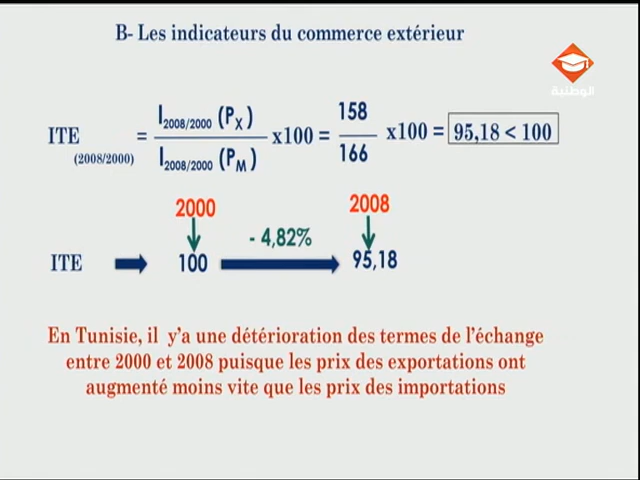 B- Les indicateurs du commerce extérieur
الوطنية
ITE (2008/2000) = I2008/2000 (PX) / I2008/2000 (PM) x100 = 158 / 166 x100 = 95,18 < 100
2000 2008
- 4,82%
ITE 100 95,18
En Tunisie, il y'a une détérioration des termes de l'échange
entre 2000 et 2008 puisque les prix des exportations ont
augmenté moins vite que les prix des importations